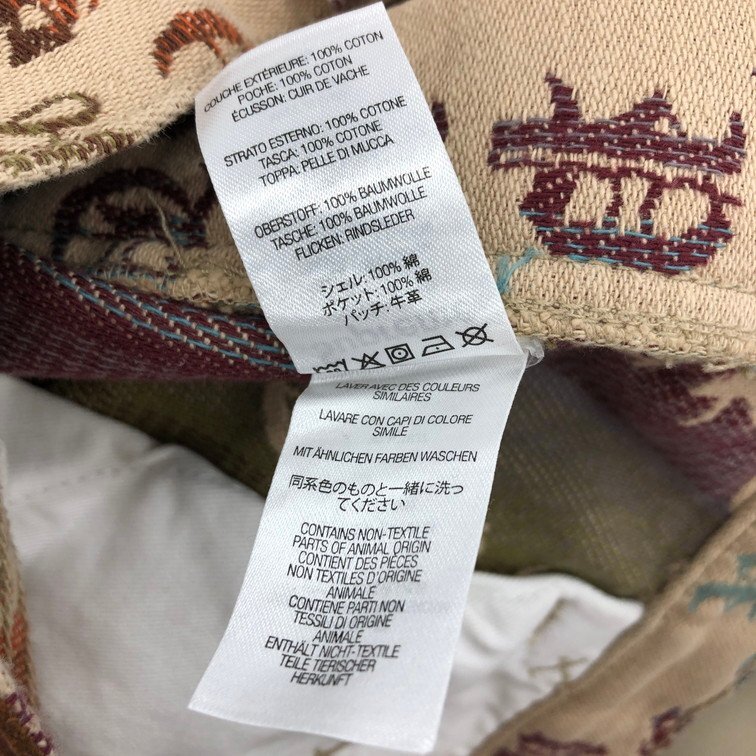 COUCHE EXTÉRIEURE: 100% COTON
POCHE: 100% COTON
ÉCUSSON: CUIR DE VACHE
STRATO ESTERNO: 100% COTONE
TASCA: 100% COTONE
TOPPA: PELLE DI MUCCA
OBERSTOFF: 100% BAUMWOLLE
TASCHE: 100% BAUMWOLLE
FLICKEN: RINDSLEDER
シェル: 100% 綿
ポケット: 100% 綿
パッチ: 牛革
LAVER AVEC DES COULEURS
SIMILAIRES
LAVARE CON CAPI DI COLORE
SIMILE
MIT ÄHNLICHEN FARBEN WASCHEN
同系色のものと一緒に洗っ
てください
CONTAINS NON-TEXTILE
PARTS OF ANIMAL ORIGIN
CONTIENT DES PIÈCES
NON TEXTILES D'ORIGINE
ANIMALE
CONTIENE PARTI NON
TESSILI DI ORIGINE
ANIMALE
ENTHÄLT NICHT-TEXTILE
TEILE TIERISCHER
HERKUNFT